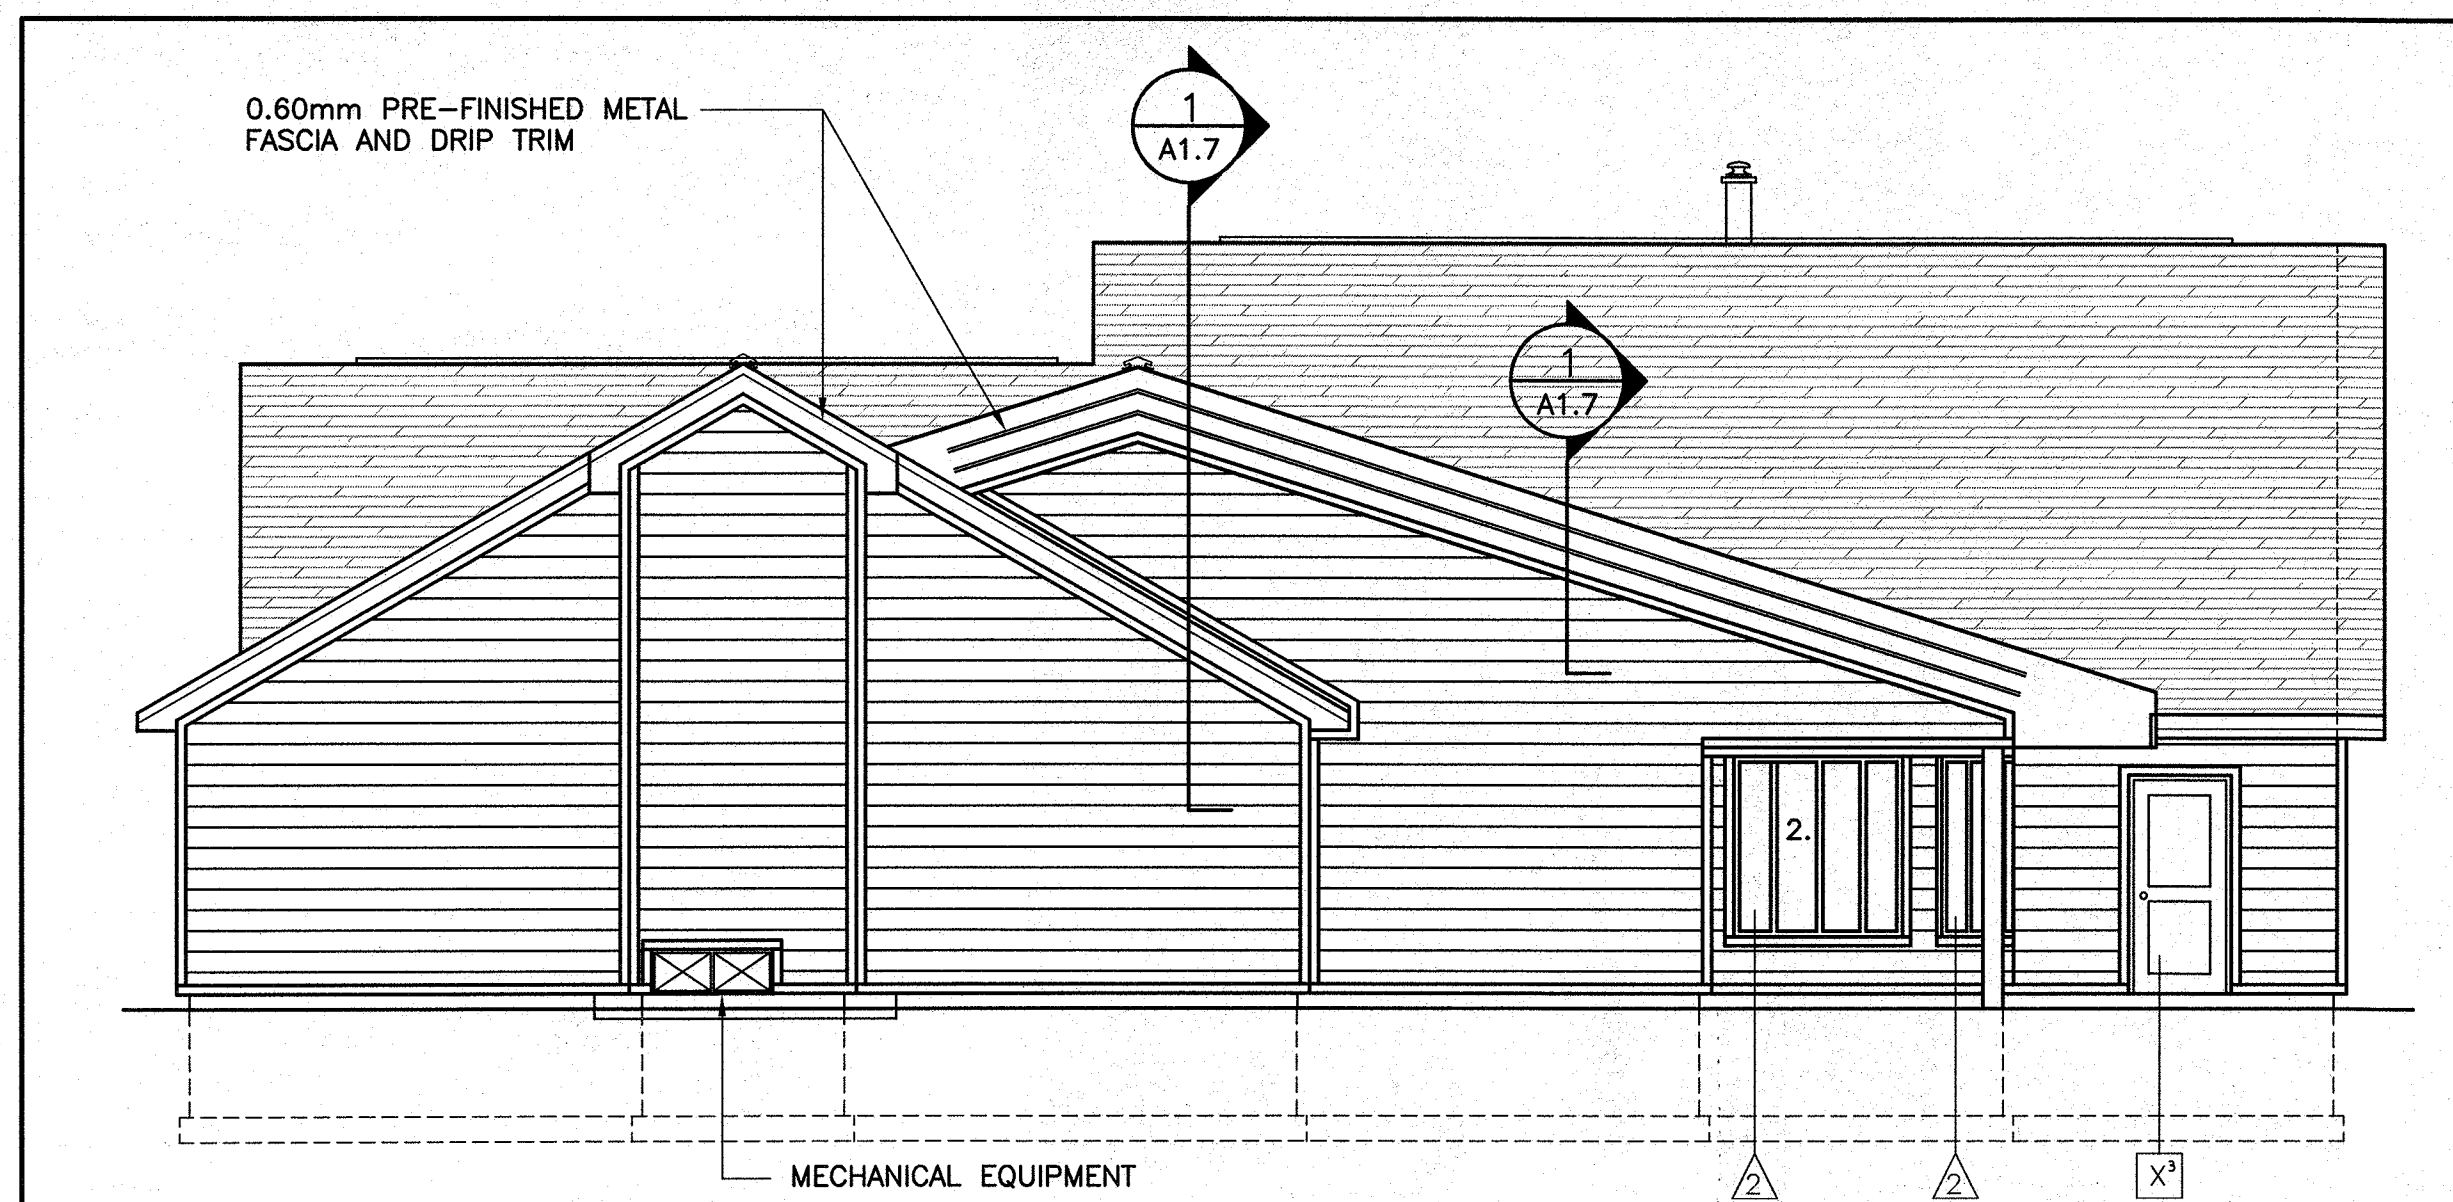 0.60mm PRE-FINISHED METAL
FASCIA AND DRIP TRIM
1
A1.7
1
A1.7
2.
MECHANICAL EQUIPMENT
2
2
X³